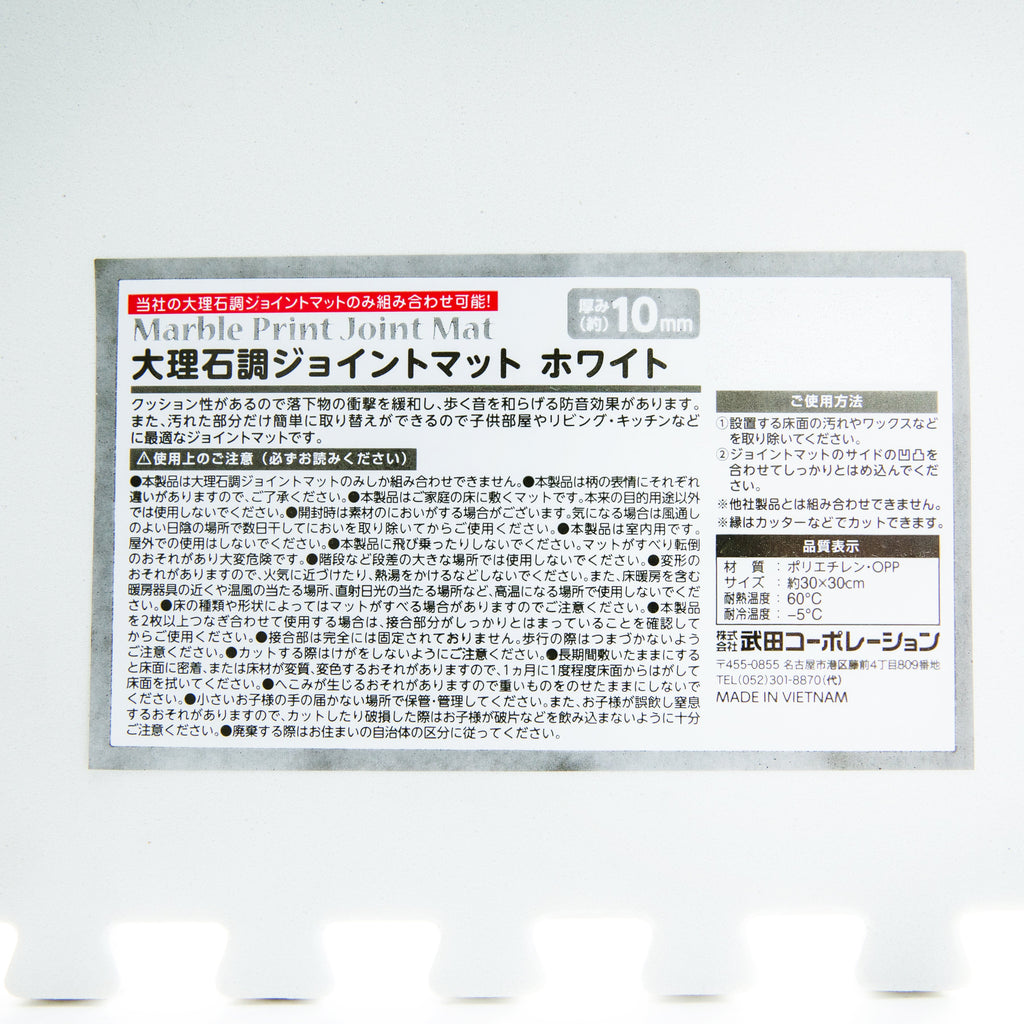 当社の大理石調ジョイントマットのみ組み合わせ可能!
Marble Print Joint Mat
厚み(約)10mm
大理石調ジョイントマット ホワイト
クッション性があるので落下物の衝撃を緩和し、歩く音を和らげる防音効果があります。
また、汚れた部分だけ簡単に取り替えができるので子供部屋やリビング・キッチンなど
に最適なジョイントマットです。
⚠使用上のご注意（必ずお読みください）
●本製品は大理石調ジョイントマットのみしか組み合わせできません。●本製品は柄の表情にそれぞれ
違いがありますので、ご了承ください。●本製品はご家庭の床に敷くマットです。本来の目的用途以外
では使用しないでください。●開封時は素材のにおいがする場合がございます。気になる場合は風通し
のよい日陰の場所で数日干してにおいを取り除いてからご使用ください。●本製品は室内用です。
屋外での使用はしないでください。●本製品に飛び乗ったりしないでください。マットがすべり転倒
のおそれがあり大変危険です。●階段など段差の大きな場所では使用しないでください。●変形の
おそれがありますので、火気に近づけたり、熱湯をかけるなどしないでください。また、床暖房を含む
暖房器具の近くや温風の当たる場所、直射日光の当たる場所など、高温になる場所で使用しないでくだ
さい。●床の種類や形状によってはマットがすべる場合がありますのでご注意ください。●本製品
を2枚以上つなぎ合わせて使用する場合は、接合部分がしっかりとはまっていることを確認して
からご使用ください。●接合部は完全には固定されておりません。歩行の際はつまづかないよう
ご注意ください。●カットする際はけがをしないようにご注意ください。●長期間敷いたままにする
と床面に密着、または床材が変質、変色するおそれがありますので、1ヵ月に1度程度床面からはがして
床面を拭いてください。●へこみが生じるおそれがありますので重いものをのせたままにしないで
ください。●小さいお子様の手の届かない場所で保管・管理してください。また、お子様が誤飲し窒息
するおそれがありますので、カットしたり破損した際はお子様が破片などを飲み込まないように十分
ご注意ください。●廃棄する際はお住まいの自治体の区分に従ってください。
ご使用方法
①設置する床面の汚れやワックスなど
を取り除いてください。
②ジョイントマットのサイドの凹凸を
合わせてしっかりとはめ込んでくだ
さい。
※他社製品とは組み合わせできません。
※縁はカッターなどでカットできます。
品質表示
材 質 : ポリエチレン・OPP
サイズ : 約30×30cm
耐熱温度 : 60℃
耐冷温度 : −5℃
株式会社 武田コーポレーション
〒455-0855 名古屋市港区藤前4丁目809番地
TEL(052)301-8870(代)
MADE IN VIETNAM